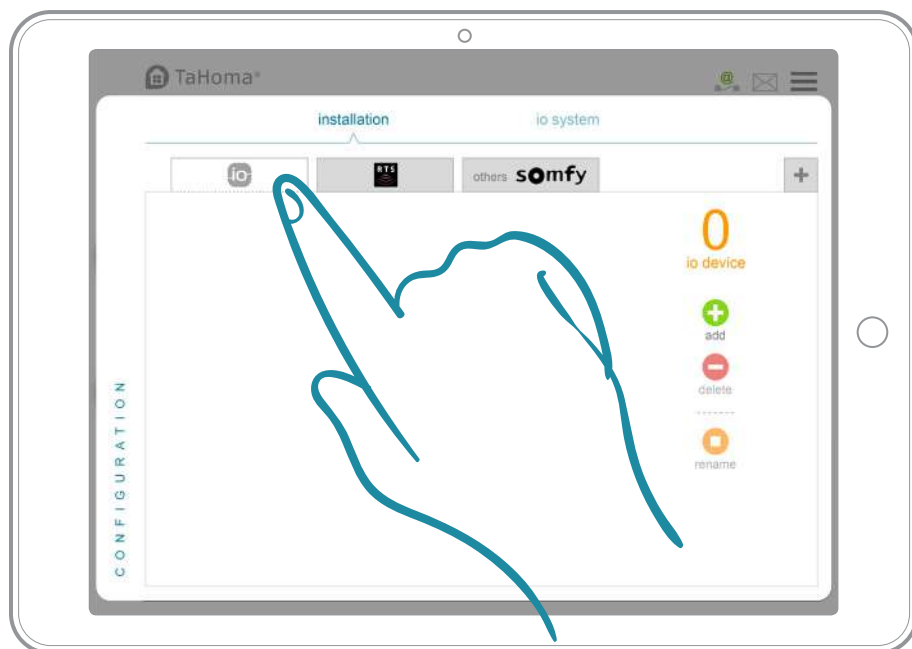 TaHoma®
@
installation
io system
io
RTS
others somfy
+
0
io device
add
delete
rename
CONFIGURATION